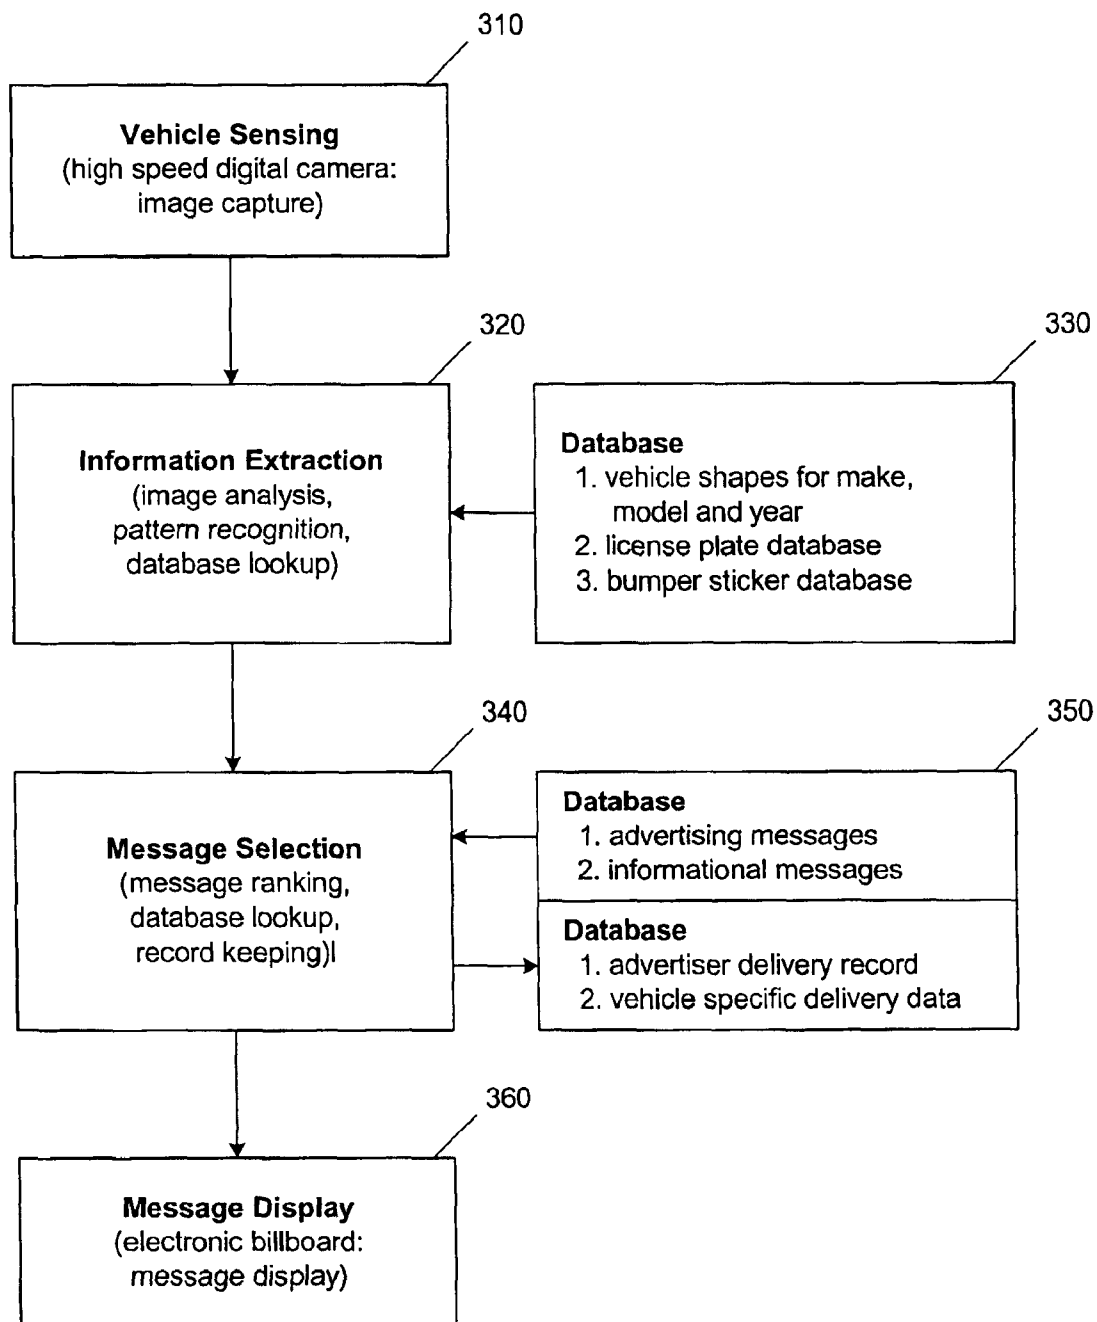 310
Vehicle Sensing
(high speed digital camera:
image capture)
320
Information Extraction
(image analysis,
pattern recognition,
database lookup)
330
Database
1. vehicle shapes for make,
model and year
2. license plate database
3. bumper sticker database
340
Message Selection
(message ranking,
database lookup,
record keeping)l
350
Database
1. advertising messages
2. informational messages
Database
1. advertiser delivery record
2. vehicle specific delivery data
360
Message Display
(electronic billboard:
message display)